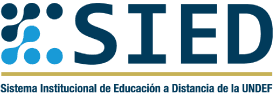 SIED
Sistema Institucional de Educación a Distancia de la UNDEF